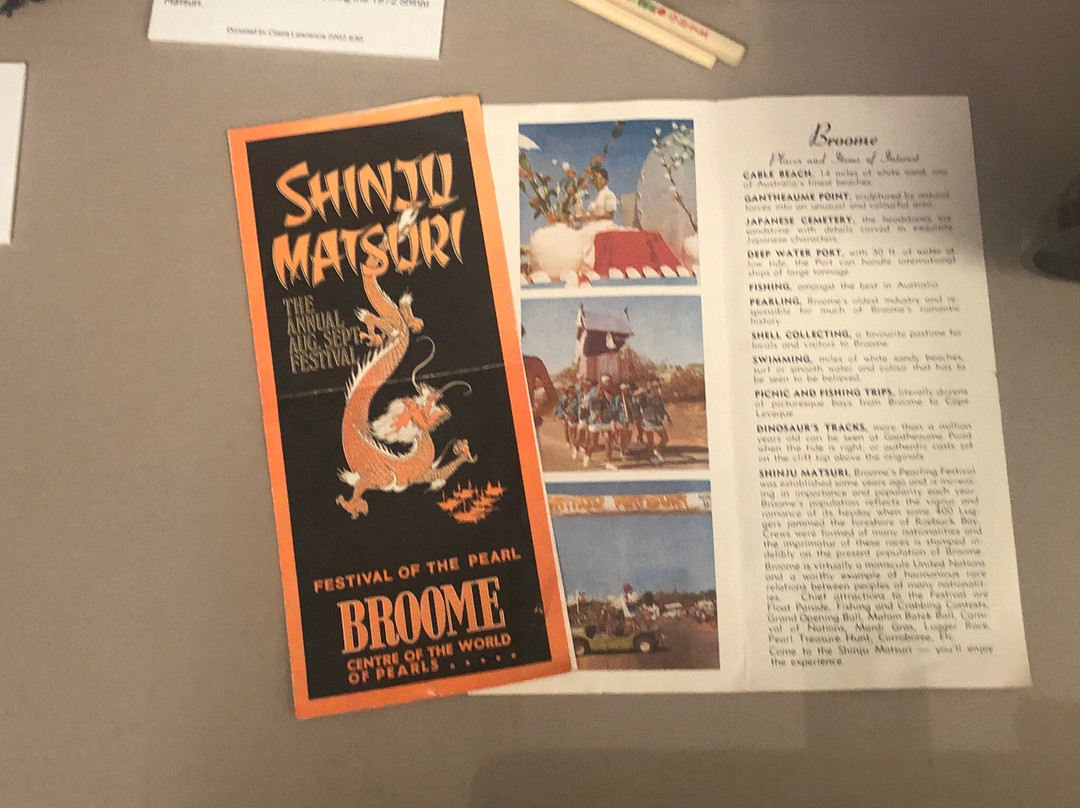 Matsuri.
Donated by Claire Lawrence 2002.830
SHINJU
MATSURI
THE
ANNUAL
AUG. SEPT
FESTIVAL
FESTIVAL OF THE PEARL
BROOME
CENTRE OF THE WORLD
OF PEARLS . . . . .
Broome
Places and Items of Interest
CABLE BEACH, 14 miles of white sand, one
of Australia's finest beaches.
GANTHEAUME POINT, sculptured by natural
forces into an unusual and colourful area.
JAPANESE CEMETERY, the headstones are
sandstone with details carved in exquisite
Japanese characters.
DEEP WATER PORT, with 30 ft. of water at
low tide, the Port can handle international
ships of large tonnage.
FISHING, amongst the best in Australia.
PEARLING, Broome's oldest industry and re-
sponsible for much of Broome's romantic
history.
SHELL COLLECTING, a favourite pastime for
locals and visitors to Broome.
SWIMMING, miles of white sandy beaches,
surf or smooth water and colour that has to
be seen to be believed.
PICNIC AND FISHING TRIPS, literally dozens
of picturesque bays from Broome to Cape
Leveque.
DINOSAUR'S TRACKS, more than a million
years old can be seen at Gantheaume Point
when the tide is right, or authentic casts sit
on the cliff top above the originals.
SHINJU MATSURI, Broome's Pearling Festival
was established some years ago and is increas-
ing in importance and popularity each year.
Broome's population reflects the vigour and
romance of its heyday when some 400 Lug-
gers jammed the foreshore of Roebuck Bay.
Crews were formed of many nationalities and
the imprimatur of these races is stamped in-
delibly on the present population of Broome.
Broome is virtually a miniscule United Nations
and a worthy example of harmonious race
relations between peoples of many nationalit-
ies. Chief attractions to the Festival are
Float Parade, Fishing and Crabbing Contests,
Grand Opening Ball, Malam Batek Ball, Carni-
val of Nations, Mardi Gras, Lugger Race,
Pearl Treasure Hunt, Corroboree, Etc.
Come to the Shinju Matsuri — you'll enjoy
the experience.